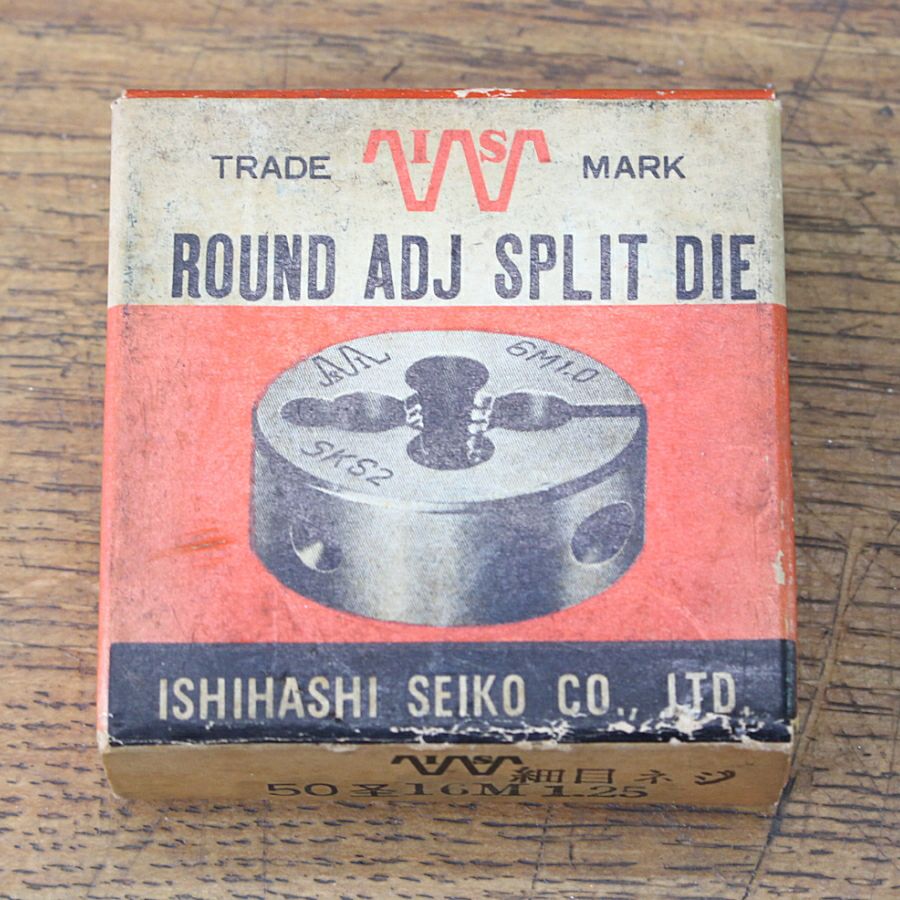 TRADE IS MARK
ROUND ADJ SPLIT DIE
6M1.0
SKS2
ISHIHASHI SEIKO CO., LTD.
IS 細目ネジ
50 ¥ 16M 1.25